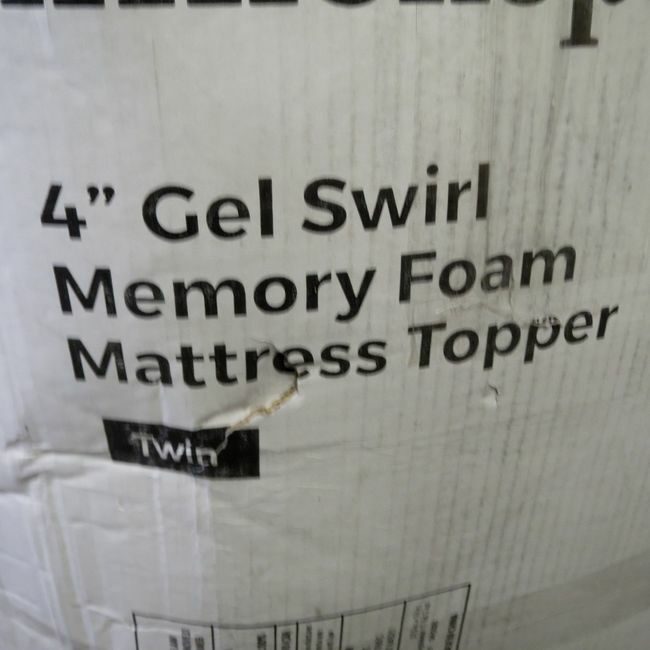 4” Gel Swirl
Memory Foam
Mattress Topper
Twin